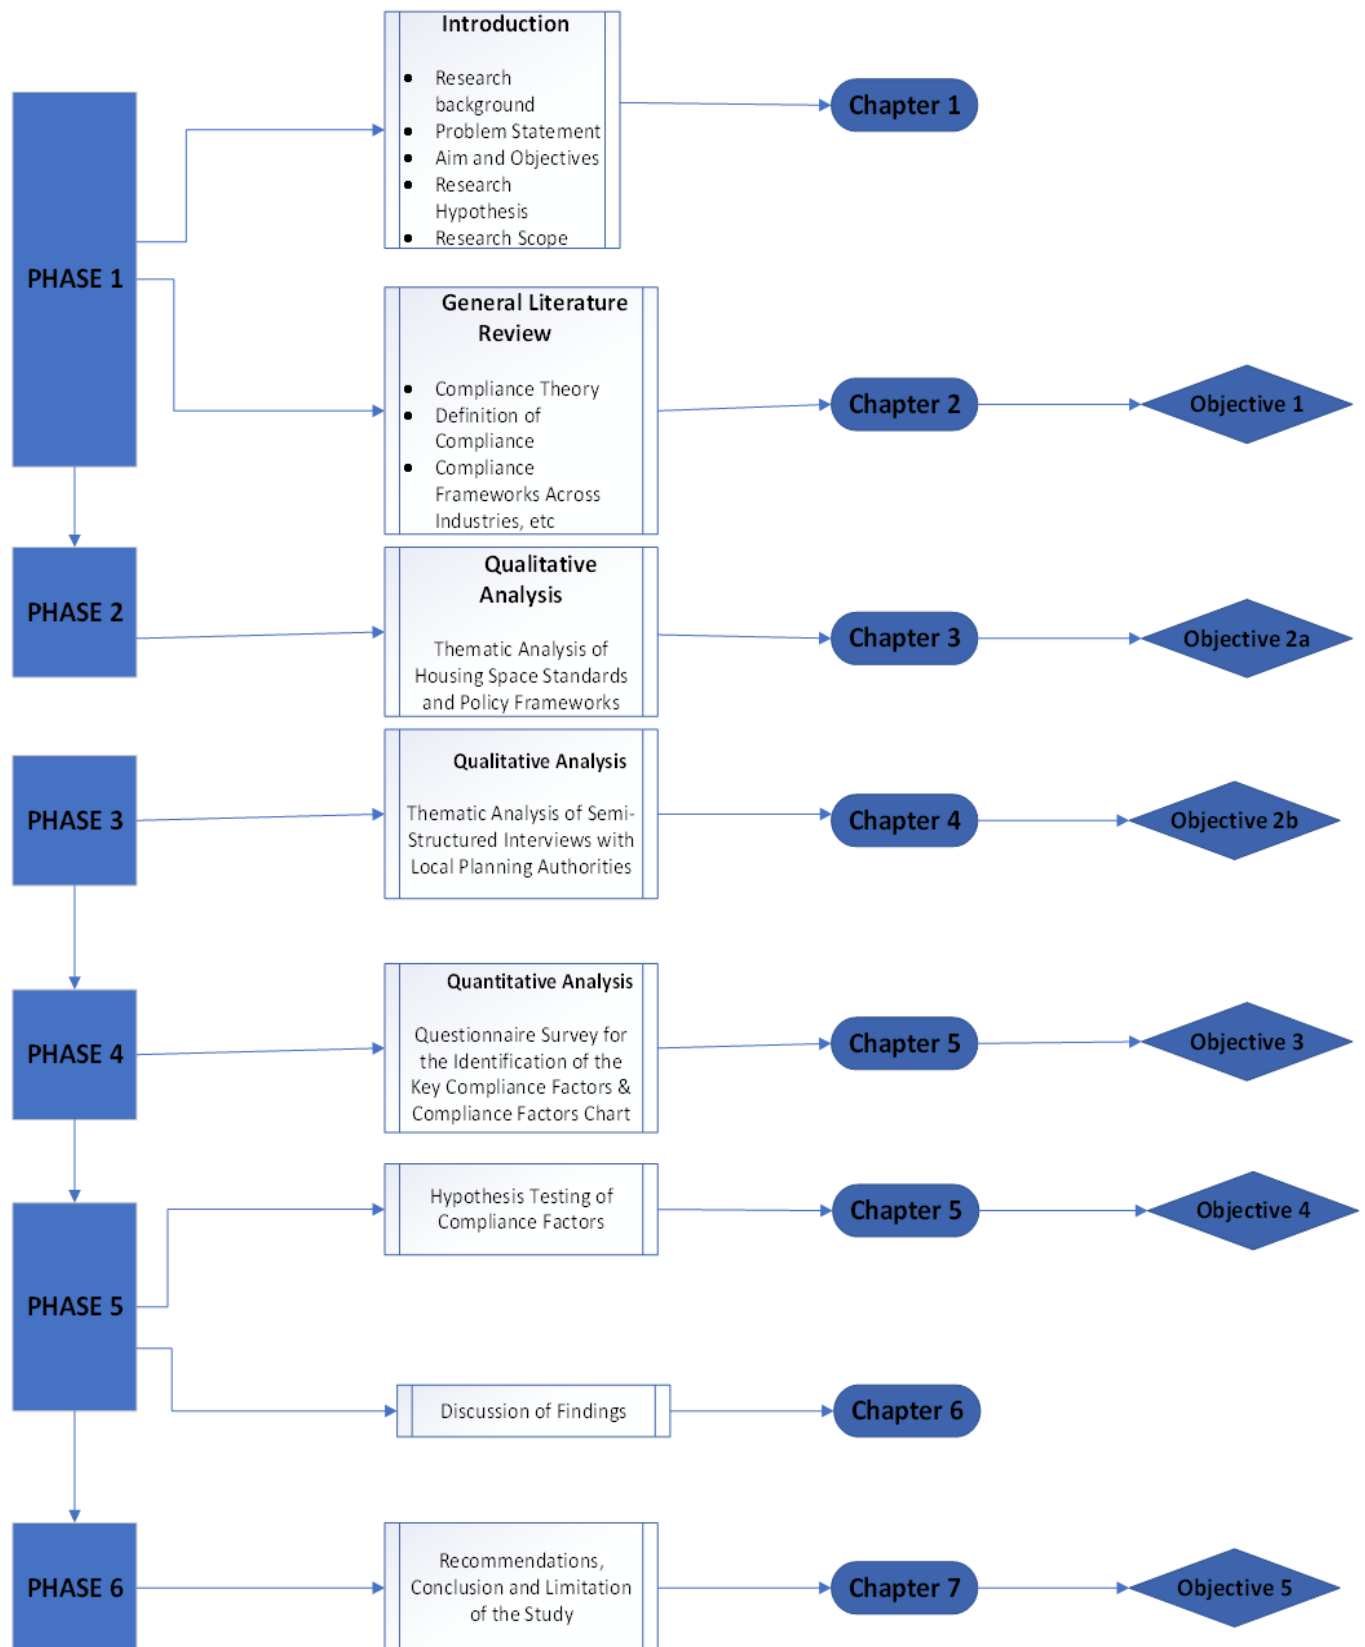 Introduction
• Research
background
• Problem Statement
• Aim and Objectives
• Research
Hypothesis
• Research Scope
Chapter 1
PHASE 1
General Literature
Review
• Compliance Theory
• Definition of
Compliance
• Compliance
Frameworks Across
Industries, etc
Chapter 2
Objective 1
PHASE 2
Qualitative
Analysis
Thematic Analysis of
Housing Space Standards
and Policy Frameworks
Chapter 3
Objective 2a
PHASE 3
Qualitative Analysis
Thematic Analysis of Semi-
Structured Interviews with
Local Planning Authorities
Chapter 4
Objective 2b
PHASE 4
Quantitative Analysis
Questionnaire Survey for
the Identification of the
Key Compliance Factors &
Compliance Factors Chart
Chapter 5
Objective 3
PHASE 5
Hypothesis Testing of
Compliance Factors
Chapter 5
Objective 4
Discussion of Findings
Chapter 6
PHASE 6
Recommendations,
Conclusion and Limitation
of the Study
Chapter 7
Objective 5